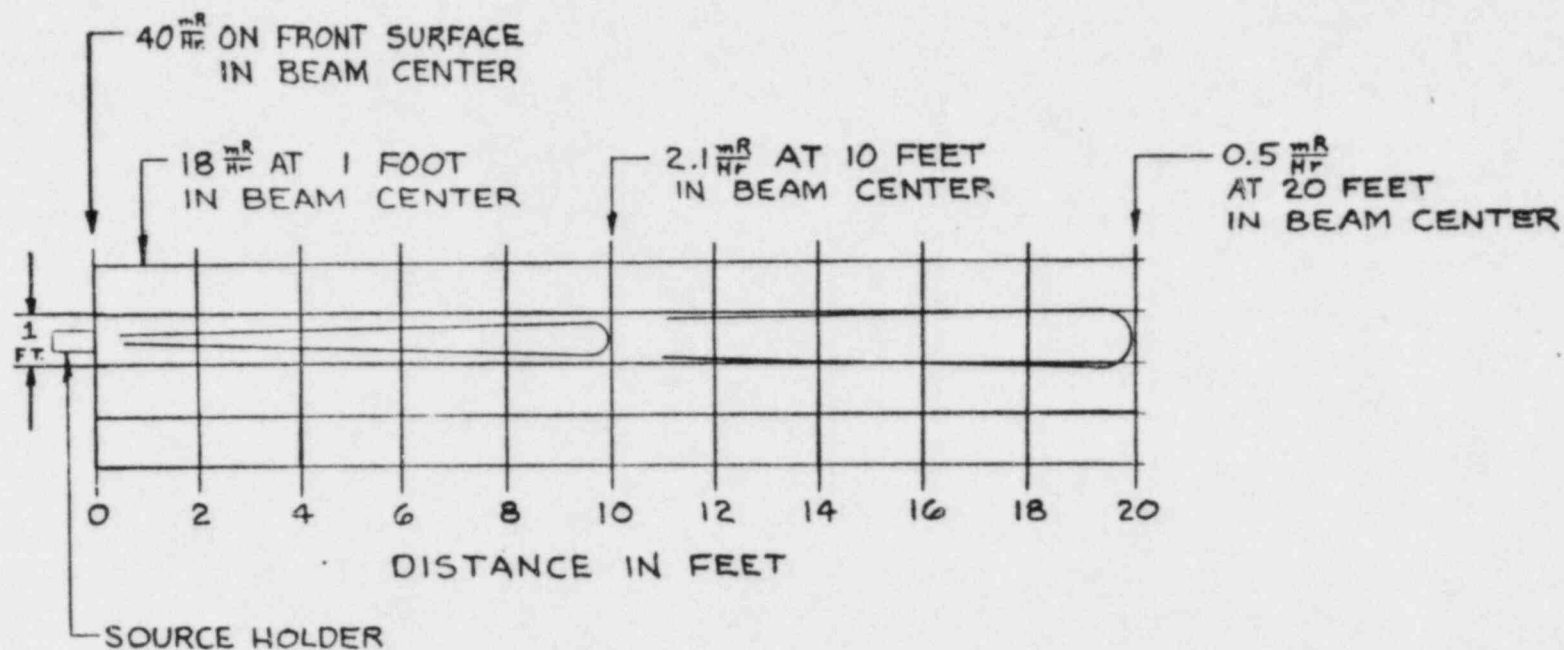 40 mR/Hr. ON FRONT SURFACE
IN BEAM CENTER
18 mR/Hr AT 1 FOOT
IN BEAM CENTER
2.1 mR/Hr AT 10 FEET
IN BEAM CENTER
0.5 mR/Hr
AT 20 FEET
IN BEAM CENTER
1
FT.
0 2 4 6 8 10 12 14 16 18 20
DISTANCE IN FEET
SOURCE HOLDER